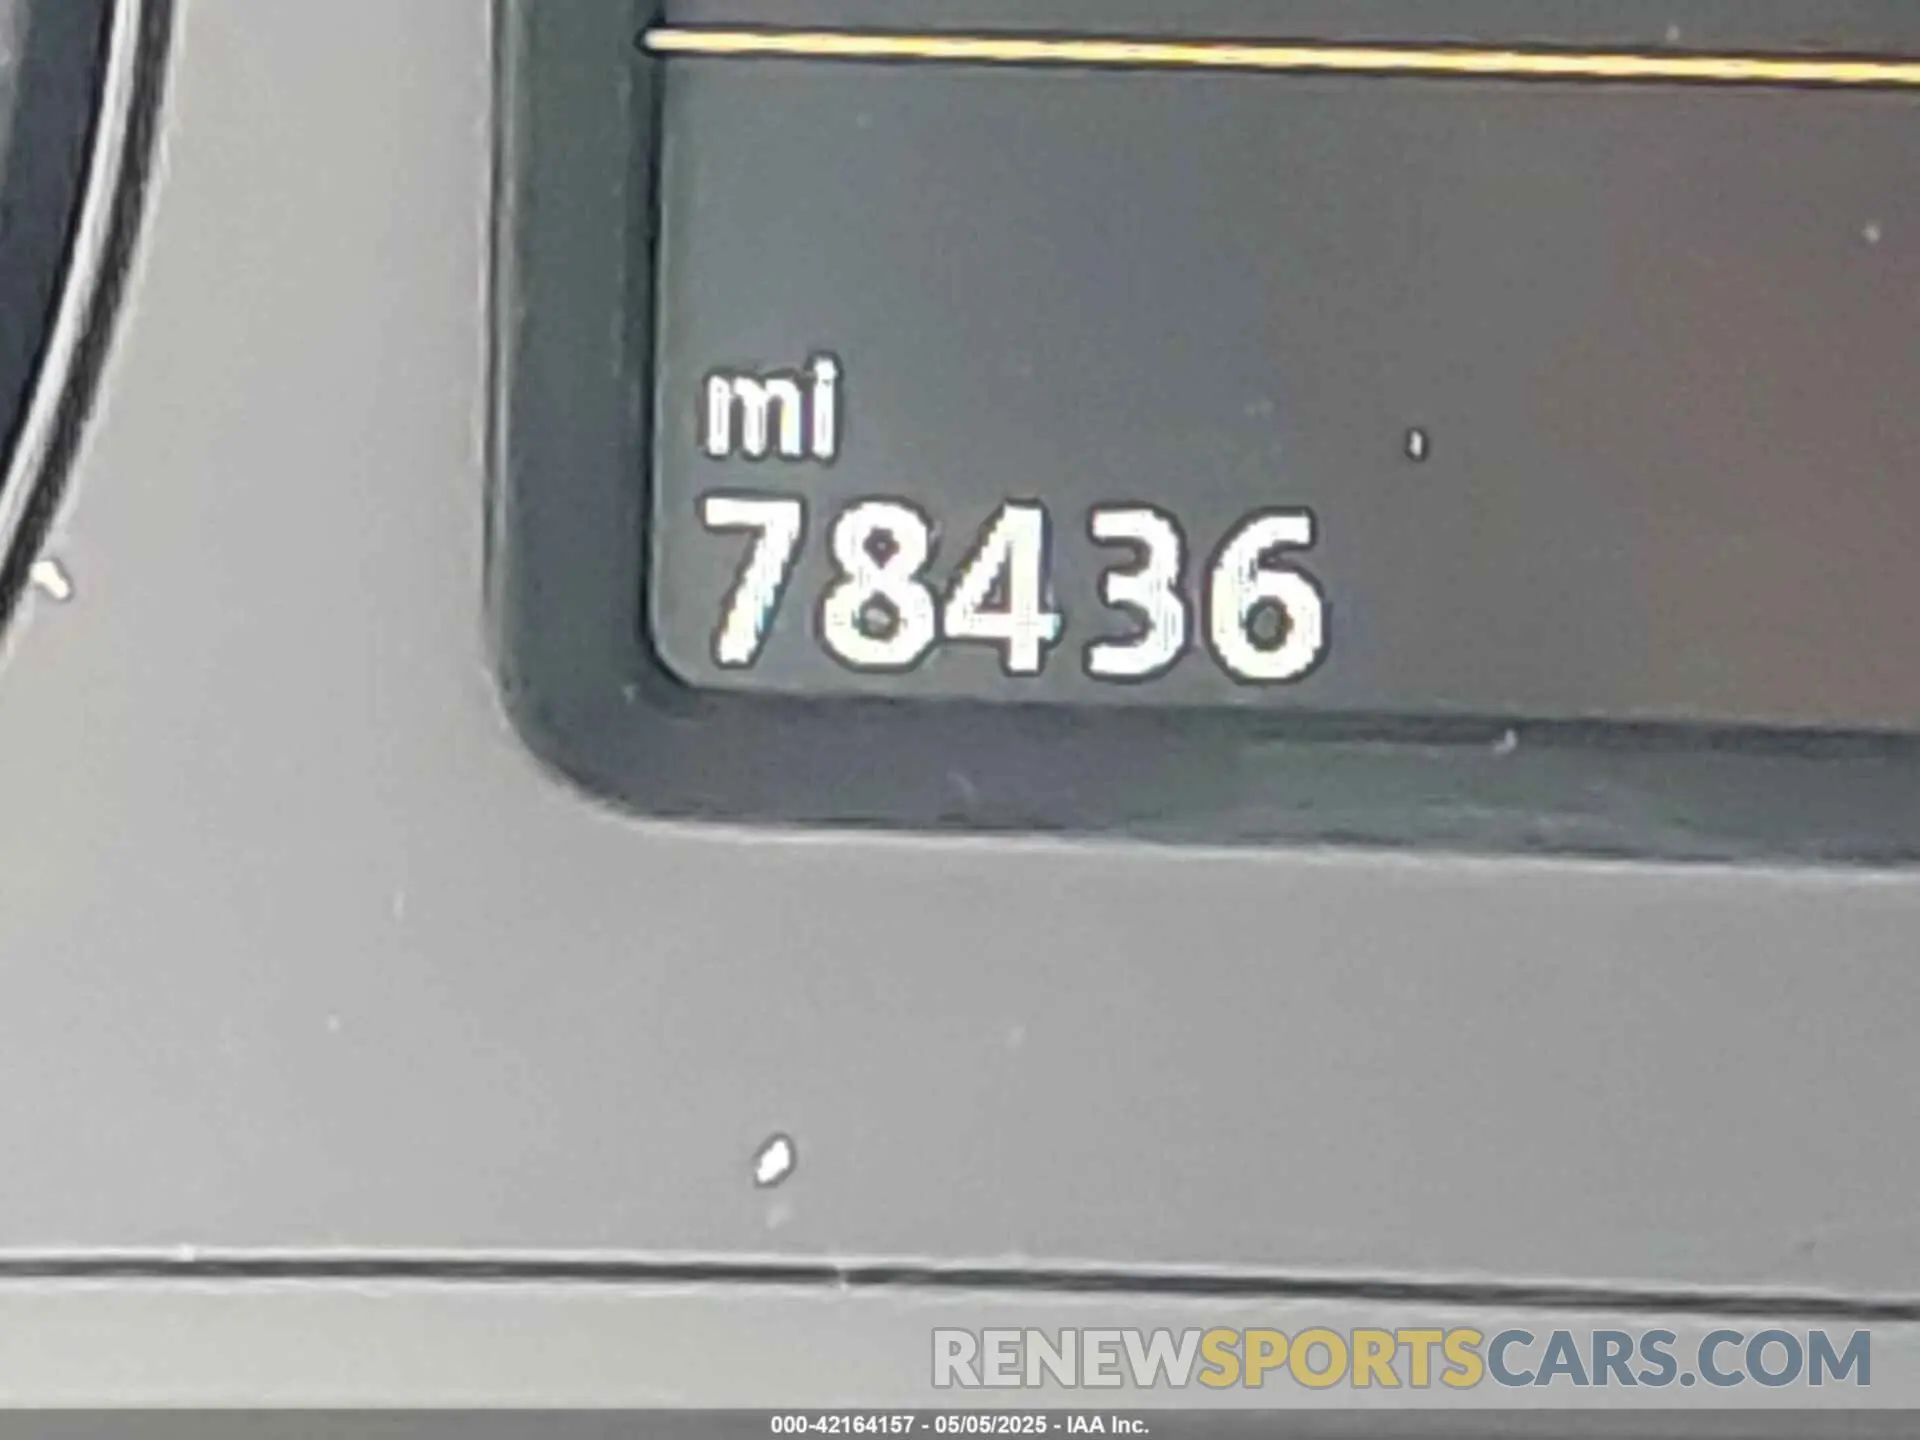 mi
78436
RENEWSPORTSCARS.COM
000-42164157 - 05/05/2025 - IAA Inc.